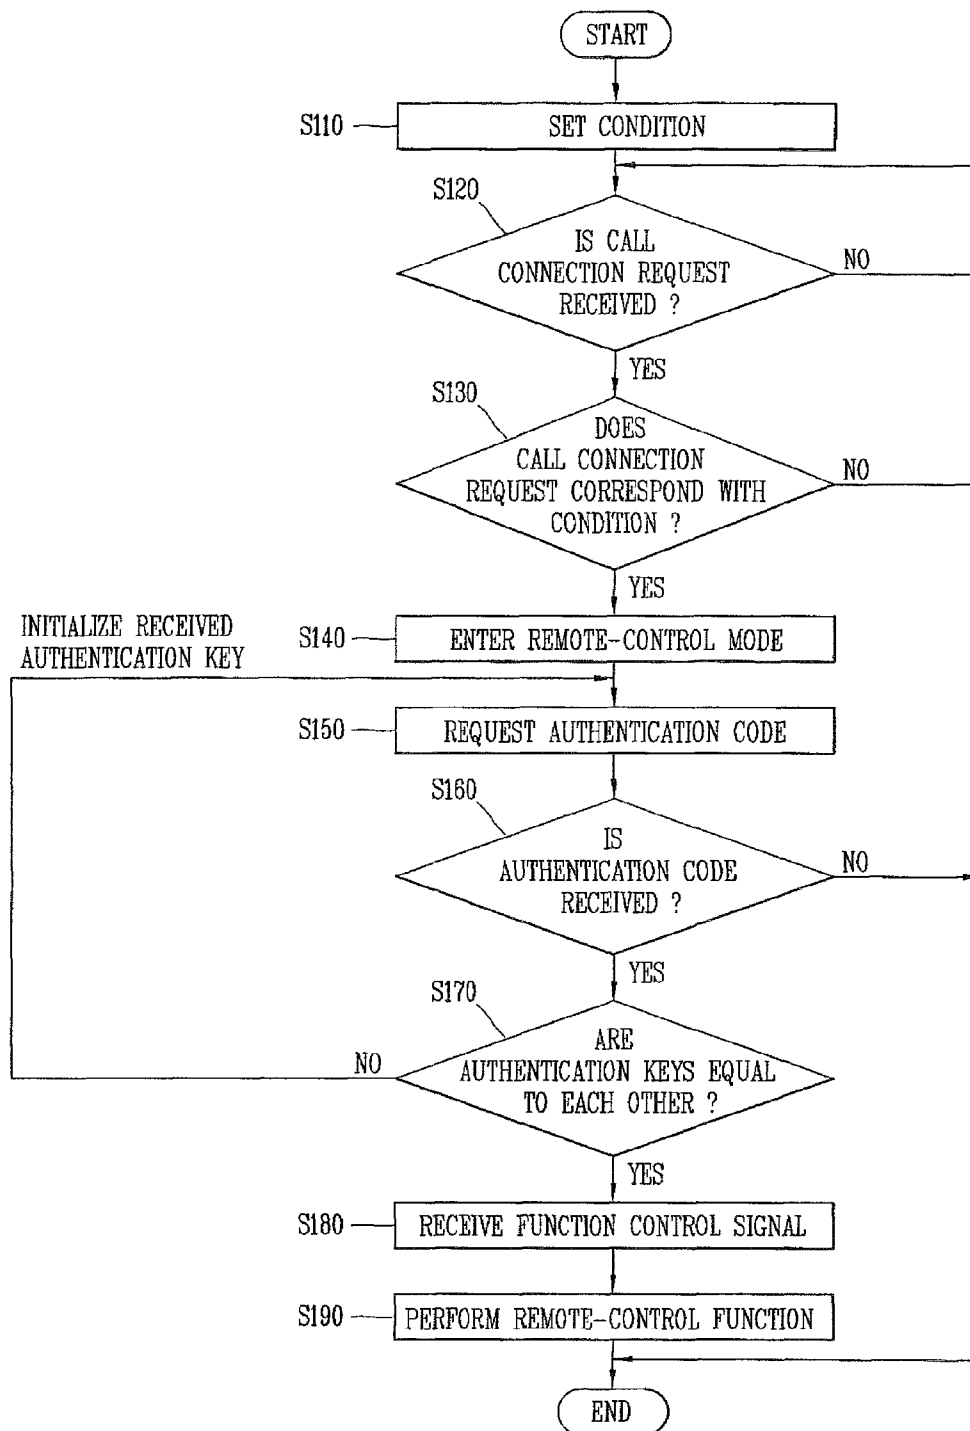 START
S110
SET CONDITION
S120
IS CALL
CONNECTION REQUEST
RECEIVED ?
NO
YES
S130
DOES
CALL CONNECTION
REQUEST CORRESPOND WITH
CONDITION ?
NO
YES
INITIALIZE RECEIVED
AUTHENTICATION KEY
S140
ENTER REMOTE-CONTROL MODE
S150
REQUEST AUTHENTICATION CODE
S160
IS
AUTHENTICATION CODE
RECEIVED ?
NO
YES
S170
ARE
AUTHENTICATION KEYS EQUAL
TO EACH OTHER ?
NO
YES
S180
RECEIVE FUNCTION CONTROL SIGNAL
S190
PERFORM REMOTE-CONTROL FUNCTION
END